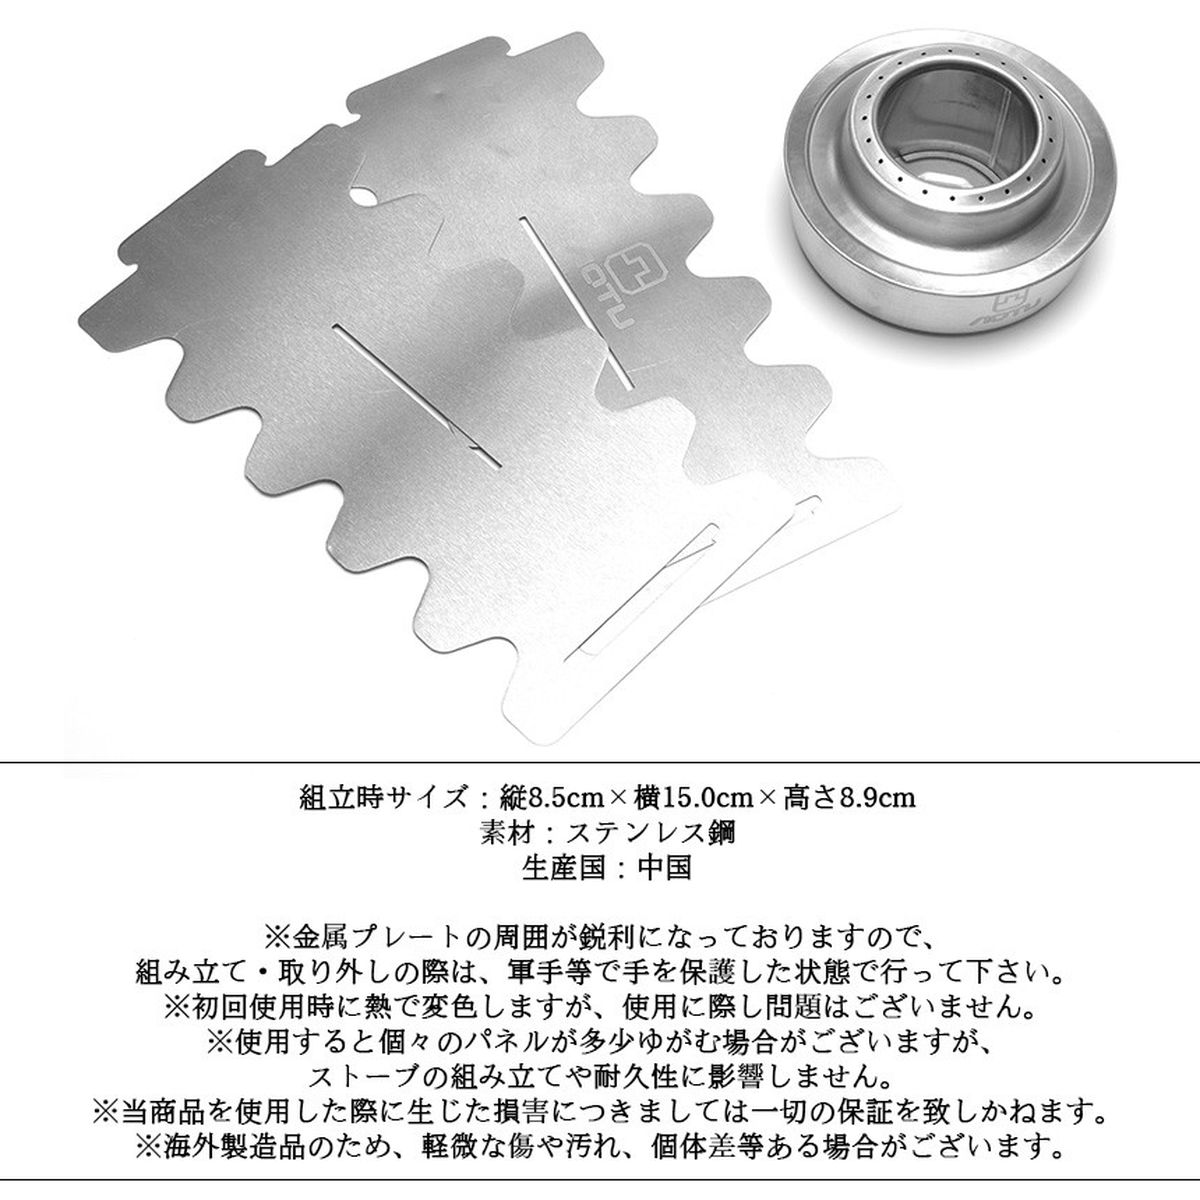 AOTU
組立時サイズ：縦8.5cm×横15.0cm×高さ8.9cm
素材：ステンレス鋼
生産国：中国
※金属プレートの周囲が鋭利になっておりますので、
組み立て・取り外しの際は、軍手等で手を保護した状態で行って下さい。
※初回使用時に熱で変色しますが、使用に際し問題はございません。
※使用すると個々のパネルが多少ゆがむ場合がございますが、
ストーブの組み立てや耐久性に影響しません。
※当商品を使用した際に生じた損害につきましては一切の保証を致しかねます。
※海外製造品のため、軽微な傷や汚れ、個体差等ある場合がございます。